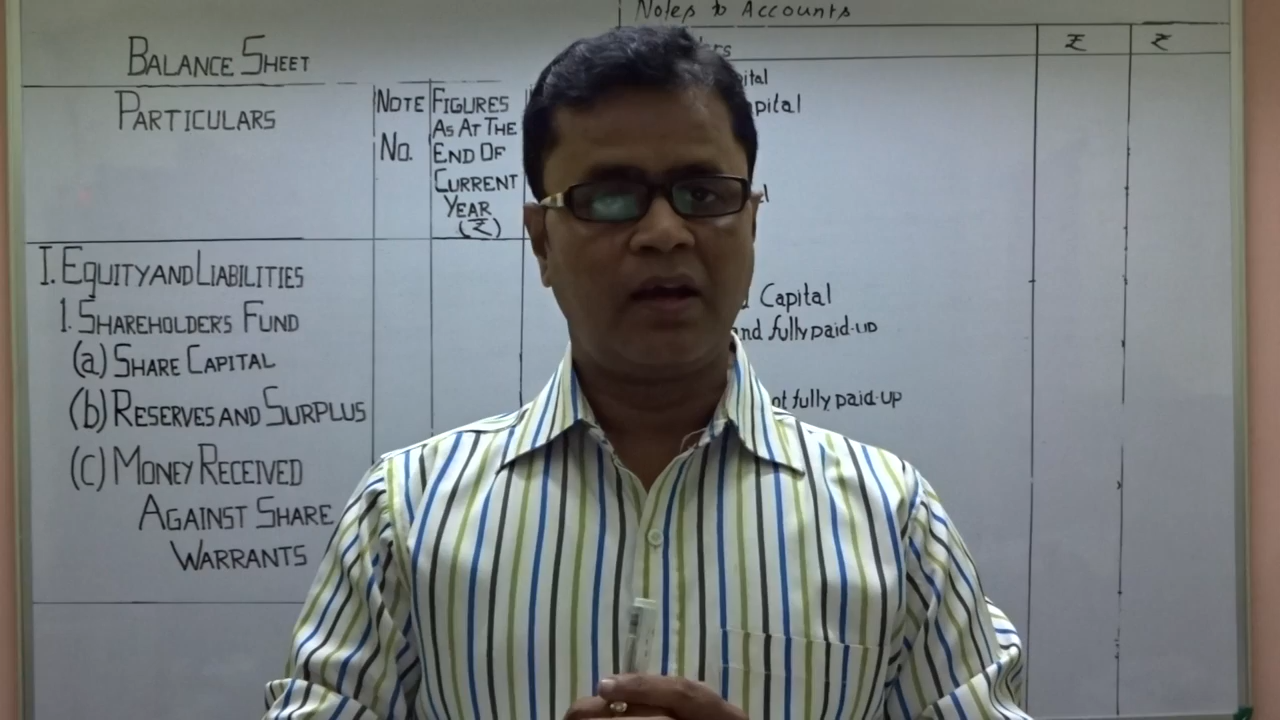 Notes to Accounts
₹ ₹
BALANCE SHEET
PARTICULARS
NOTE
No.
FIGURES
AS AT THE
END OF
CURRENT
YEAR
(₹)
I. EQUITY AND LIABILITIES
1. SHAREHOLDER'S FUND
(a) SHARE CAPITAL
(b) RESERVES AND SURPLUS
(c) MONEY RECEIVED
AGAINST SHARE
WARRANTS
Capital
and fully paid-up
fully paid-up